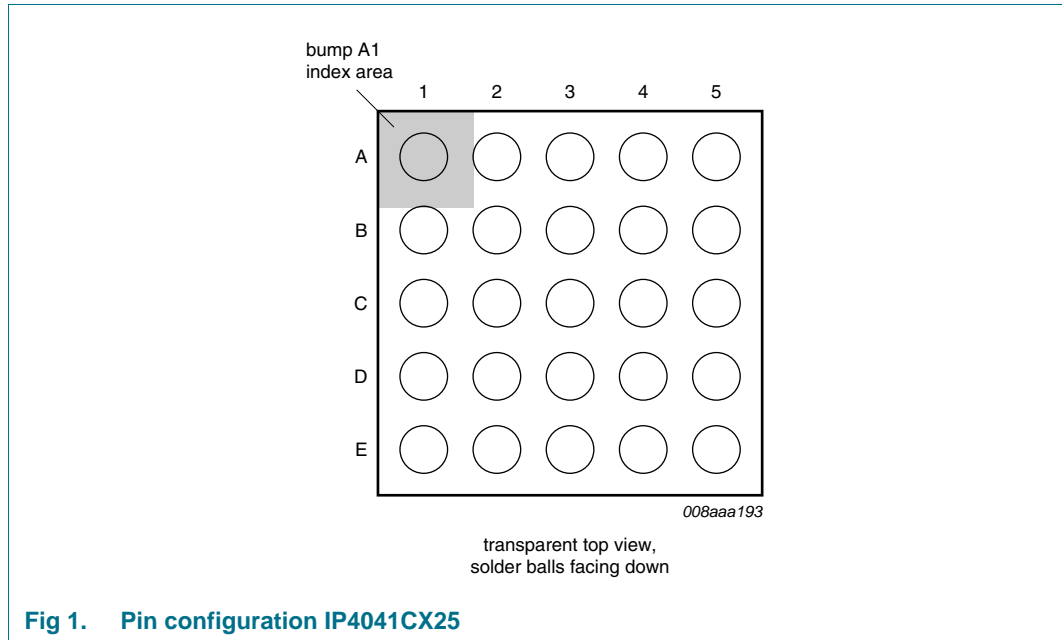 bump A1
index area
1 2 3 4 5
A
B
C
D
E
008aaa193
transparent top view,
solder balls facing down
Fig 1. Pin configuration IP4041CX25